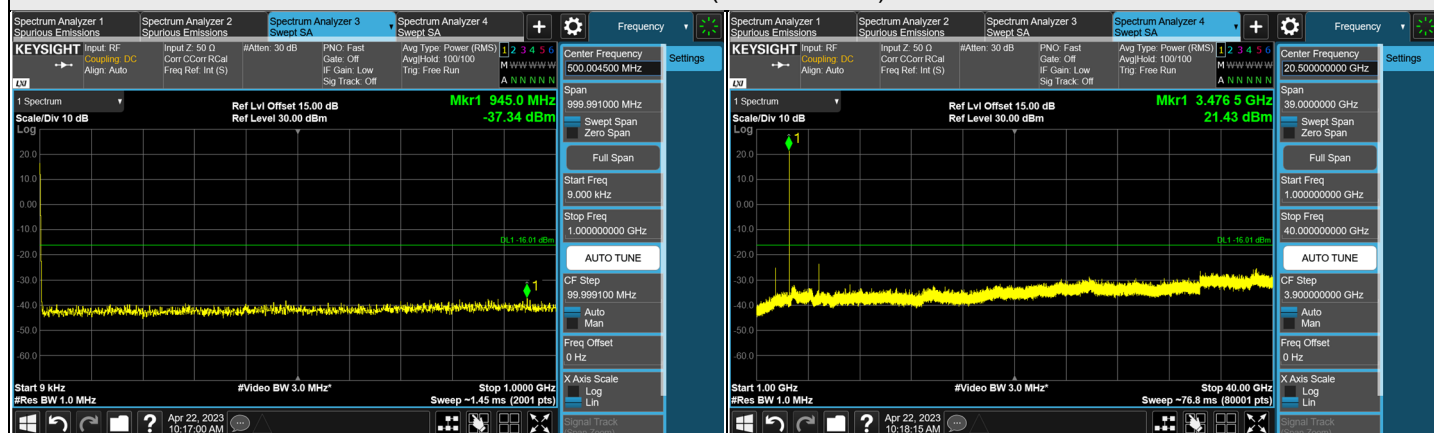 Spectrum Analyzer 1
Spurious Emissions
Spectrum Analyzer 2
Spurious Emissions
Spectrum Analyzer 3
Swept SA
Spectrum Analyzer 4
Swept SA
+
Frequency
KEYSIGHT
LXI
Input: RF
Coupling: DC
Align: Auto
Input Z: 50 Ω
Corr CCorr RCal
Freq Ref: Int (S)
#Atten: 30 dB
PNO: Fast
Gate: Off
IF Gain: Low
Sig Track: Off
Avg Type: Power (RMS)
Avg|Hold: 100/100
Trig: Free Run
1 2 3 4 5 6
M W W W W W
A N N N N N
1 Spectrum
Scale/Div 10 dB
Log
Ref Lvl Offset 15.00 dB
Ref Level 30.00 dBm
Mkr1 945.0 MHz
-37.34 dBm
20.0
10.0
0.00
-10.0
-20.0
-30.0
-40.0
-50.0
-60.0
DL1 -16.01 dBm
1
Start 9 kHz
#Res BW 1.0 MHz
#Video BW 3.0 MHz*
Stop 1.0000 GHz
Sweep ~1.45 ms (2001 pts)
?
Apr 22, 2023
10:17:00 AM
Center Frequency
500.004500 MHz
Settings
Span
999.991000 MHz
Swept Span
Zero Span
Full Span
Start Freq
9.000 kHz
Stop Freq
1.000000000 GHz
AUTO TUNE
CF Step
99.999100 MHz
Auto
Man
Freq Offset
0 Hz
X Axis Scale
Log
Lin
Signal Track
Spectrum Analyzer 1
Spurious Emissions
Spectrum Analyzer 2
Spurious Emissions
Spectrum Analyzer 3
Swept SA
Spectrum Analyzer 4
Swept SA
+
Frequency
KEYSIGHT
LXI
Input: RF
Coupling: DC
Align: Auto
Input Z: 50 Ω
Corr CCorr RCal
Freq Ref: Int (S)
#Atten: 30 dB
PNO: Fast
Gate: Off
IF Gain: Low
Sig Track: Off
Avg Type: Power (RMS)
Avg|Hold: 100/100
Trig: Free Run
1 2 3 4 5 6
M W W W W W
A N N N N N
1 Spectrum
Scale/Div 10 dB
Log
Ref Lvl Offset 15.00 dB
Ref Level 30.00 dBm
Mkr1 3.476 5 GHz
21.43 dBm
20.0
10.0
0.00
-10.0
-20.0
-30.0
-40.0
-50.0
-60.0
DL1 -16.01 dBm
1
Start 1.00 GHz
#Res BW 1.0 MHz
#Video BW 3.0 MHz*
Stop 40.00 GHz
Sweep ~76.8 ms (80001 pts)
?
Apr 22, 2023
10:18:15 AM
Center Frequency
20.500000000 GHz
Settings
Span
39.0000000 GHz
Swept Span
Zero Span
Full Span
Start Freq
1.000000000 GHz
Stop Freq
40.000000000 GHz
AUTO TUNE
CF Step
3.900000000 GHz
Auto
Man
Freq Offset
0 Hz
X Axis Scale
Log
Lin
Signal Track